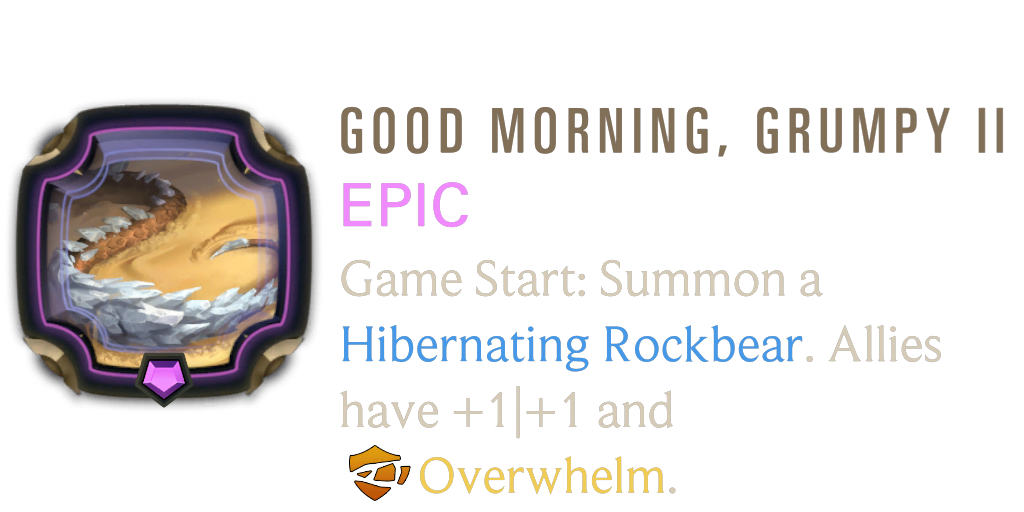 GOOD MORNING, GRUMPY II
EPIC
Game Start: Summon a
Hibernating Rockbear. Allies
have +1|+1 and
Overwhelm.